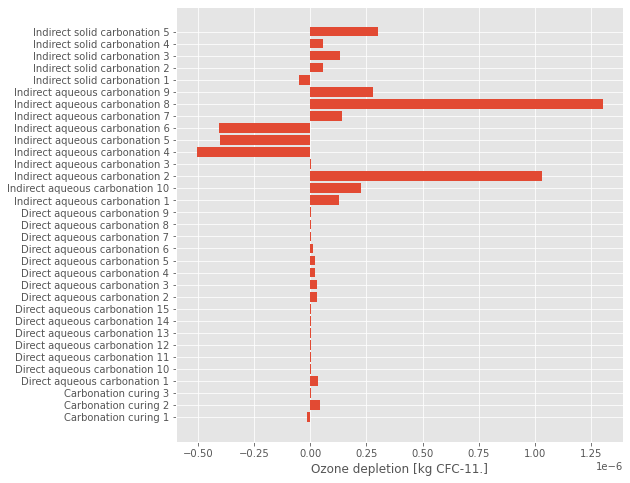 Indirect solid carbonation 5
Indirect solid carbonation 4
Indirect solid carbonation 3
Indirect solid carbonation 2
Indirect solid carbonation 1
Indirect aqueous carbonation 9
Indirect aqueous carbonation 8
Indirect aqueous carbonation 7
Indirect aqueous carbonation 6
Indirect aqueous carbonation 5
Indirect aqueous carbonation 4
Indirect aqueous carbonation 3
Indirect aqueous carbonation 2
Indirect aqueous carbonation 10
Indirect aqueous carbonation 1
Direct aqueous carbonation 9
Direct aqueous carbonation 8
Direct aqueous carbonation 7
Direct aqueous carbonation 6
Direct aqueous carbonation 5
Direct aqueous carbonation 4
Direct aqueous carbonation 3
Direct aqueous carbonation 2
Direct aqueous carbonation 15
Direct aqueous carbonation 14
Direct aqueous carbonation 13
Direct aqueous carbonation 12
Direct aqueous carbonation 11
Direct aqueous carbonation 10
Direct aqueous carbonation 1
Carbonation curing 3
Carbonation curing 2
Carbonation curing 1
−0.50 −0.25 0.00 0.25 0.50 0.75 1.00 1.25
1e−6
Ozone depletion [kg CFC-11.]